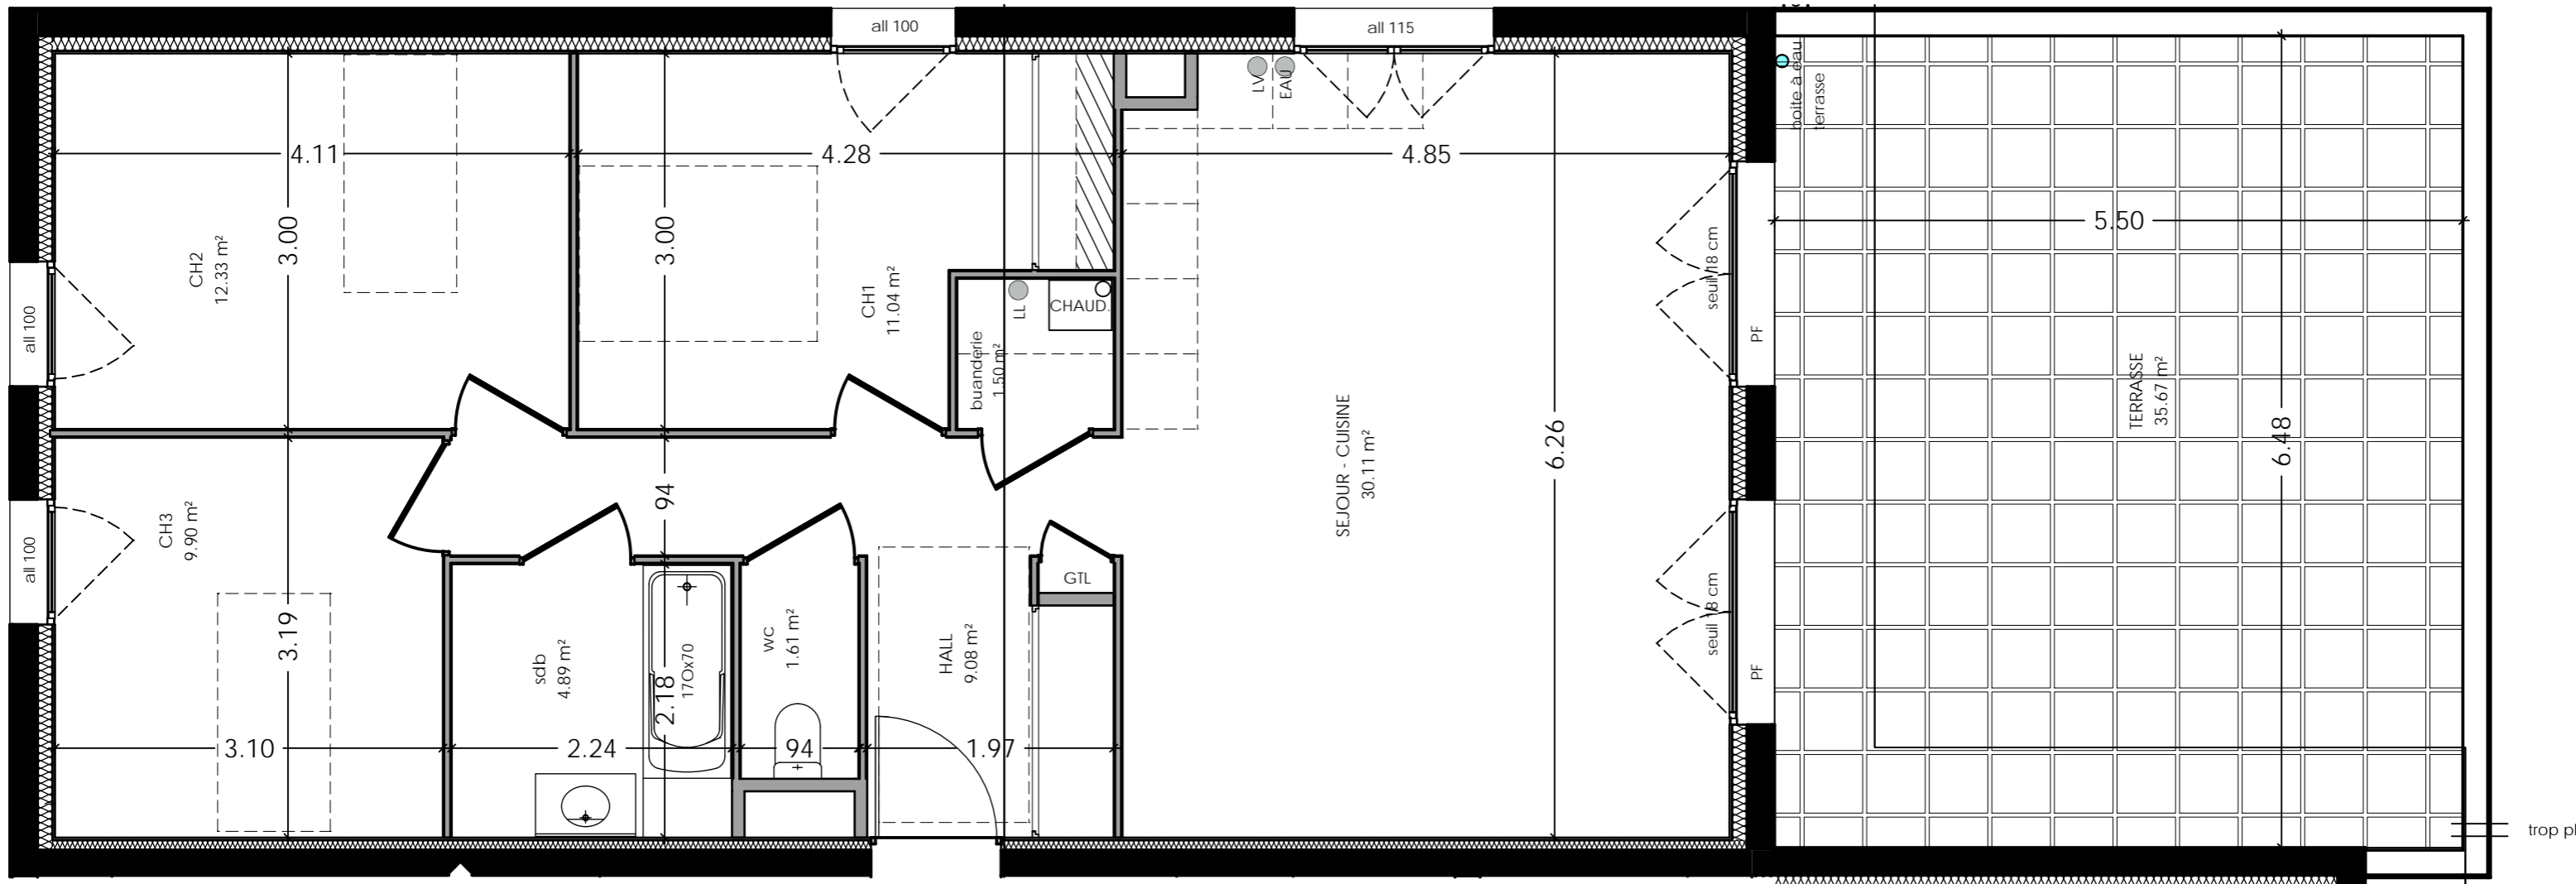 all 100
all 115
boite à eau
terrasse
LV
EAU
4.11
4.28
4.85
5.50
3.00
3.00
CH2
12.33 m²
CH1
11.04 m²
LL
CHAUD.
buanderie
1.50 m²
all 100
seuil 18 cm
PF
TERRASSE
35.67 m²
6.48
6.26
SEJOUR - CUISINE
30.11 m²
94
CH3
9.90 m²
all 100
3.19
GTL
sdb
4.89 m²
2.18
17Ox70
WC
1.61 m²
HALL
9.08 m²
seuil 18 cm
PF
3.10
2.24
94
1.97
trop pl